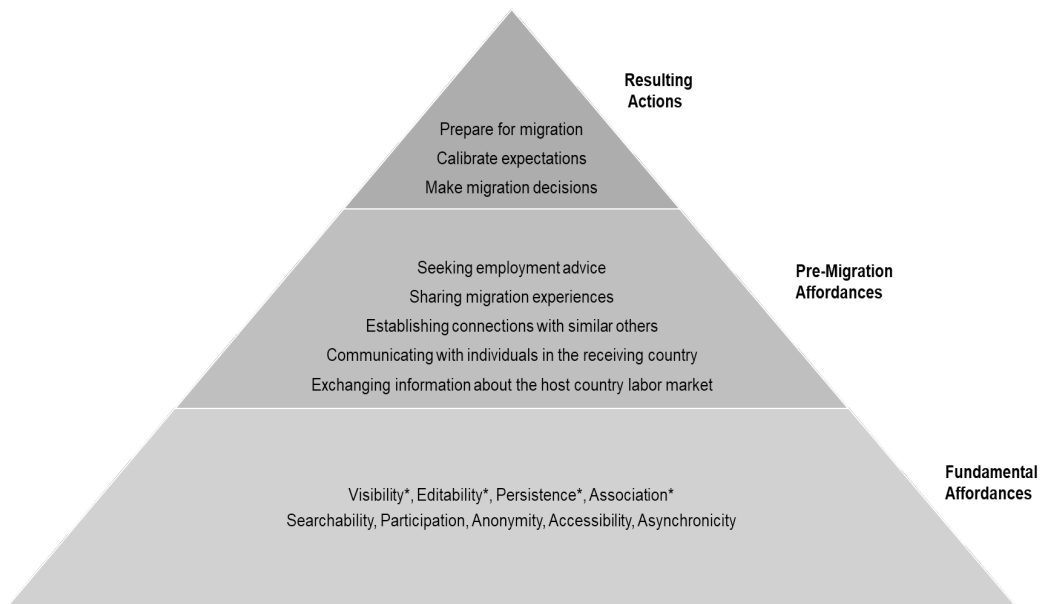 Resulting
Actions
Prepare for migration
Calibrate expectations
Make migration decisions
Seeking employment advice
Sharing migration experiences
Establishing connections with similar others
Communicating with individuals in the receiving country
Exchanging information about the host country labor market
Pre-Migration
Affordances
Visibility*, Editability*, Persistence*, Association*
Searchability, Participation, Anonymity, Accessibility, Asynchronicity
Fundamental
Affordances